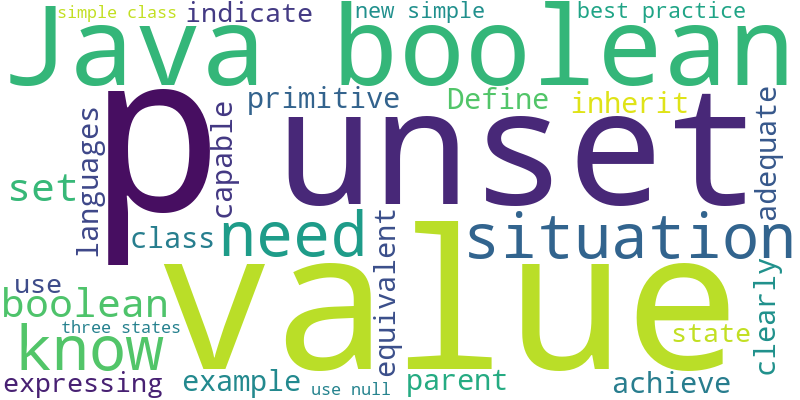 simple class
indicate
new simple
best practice
Java boolean
primitive
Define
inherit
p unset
languages
capable
adequate
set
class
need
situation
equivalent
value
clearly
use
boolean
three states
know
state
expressing
example
use null
parent
achieve